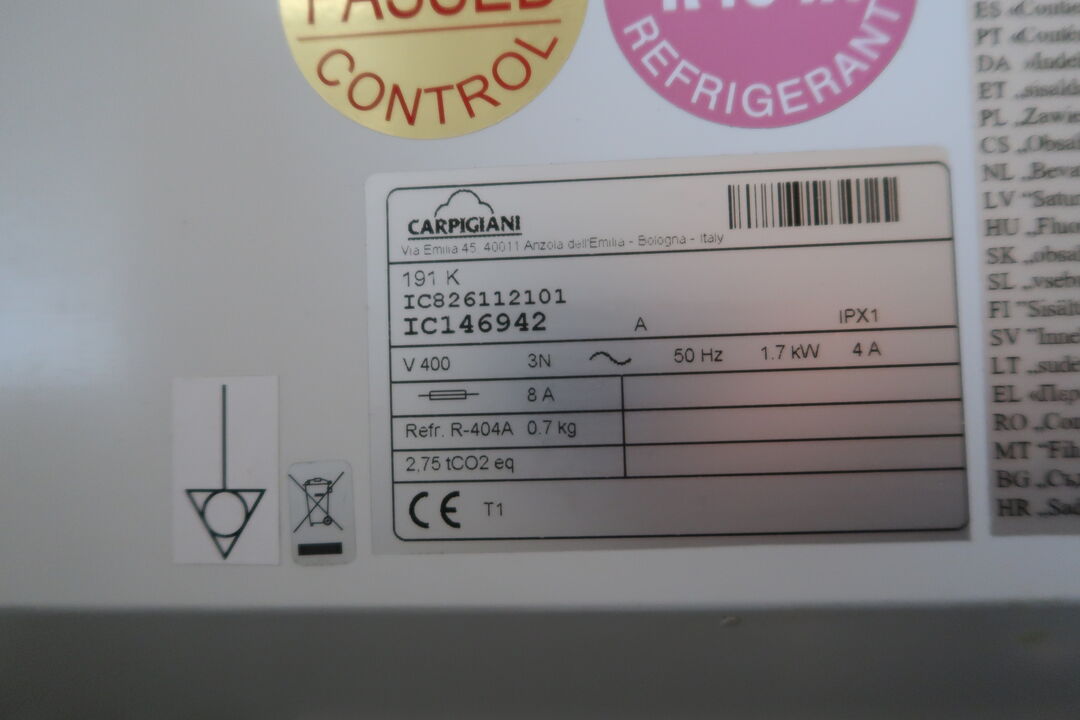 CONTROL
REFRIGERANT
CARPIGIANI
Via Emilia 45, 40011 Anzola dell'Emilia - Bologna - Italy
191 K
IC826112101
IC146942 A IPX1
V 400 3N 50 Hz 1.7 kW 4 A
8 A
Refr. R-404A 0.7 kg
2,75 tCO2 eq
CE T1
ES
PT
DA
ET
PL
CS
NL
LV
HU
SK
SL
FI
SV
LT
EL
RO
MT
BG
HR